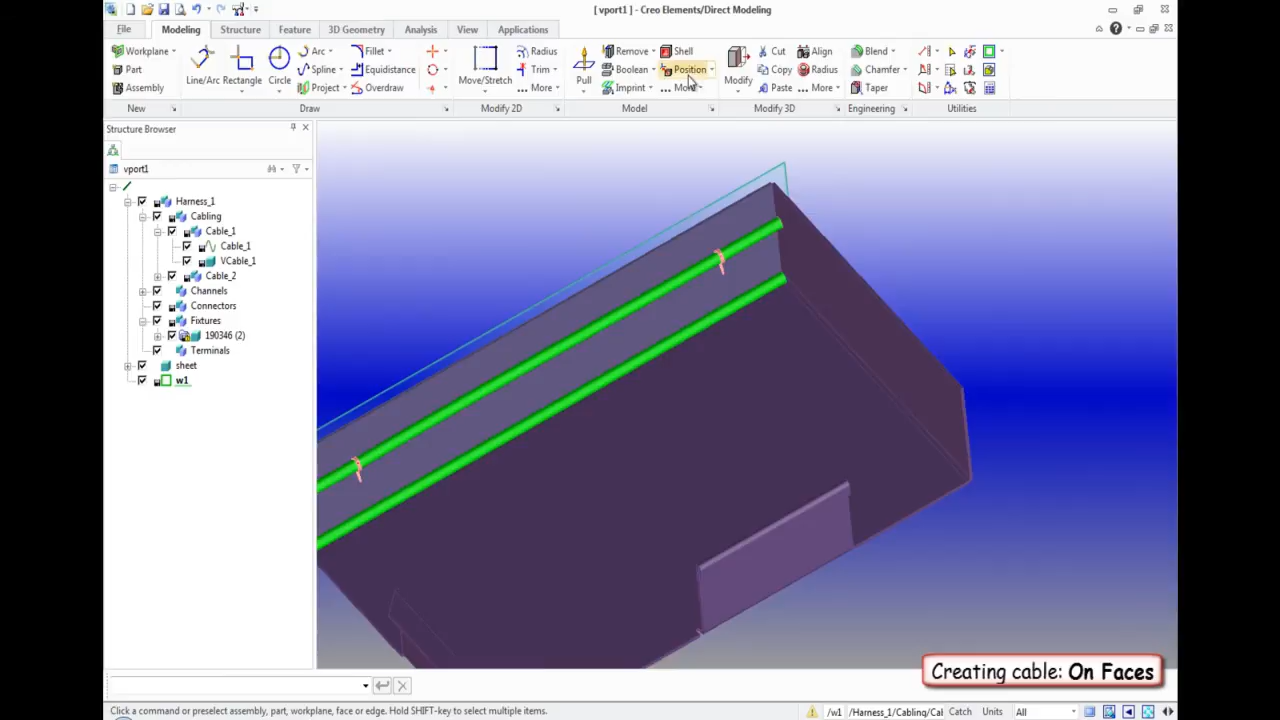 [ vport1 ] - Creo Elements/Direct Modeling
File Modeling Structure Feature 3D Geometry Analysis View Applications
Workplane Arc Fillet Radius Remove Shell Cut Align Blend
Part Line/Arc Rectangle Circle Spline Equidistance Move/Stretch Trim Pull Boolean Position Modify Copy Radius Chamfer
Assembly Project Overdraw ... More Imprint ... More Paste ... More Taper
New Draw Modify 2D Model Modify 3D Engineering Utilities
Structure Browser
vport1
Harness_1
Cabling
Cable_1
Cable_1
VCable_1
Cable_2
Channels
Connectors
Fixtures
190346 (2)
Terminals
sheet
w1
Creating cable: On Faces
Click a command or preselect assembly, part, workplane, face or edge. Hold SHIFT-key to select multiple items. /w1 /Harness_1/Cabling/Cal Catch Units All